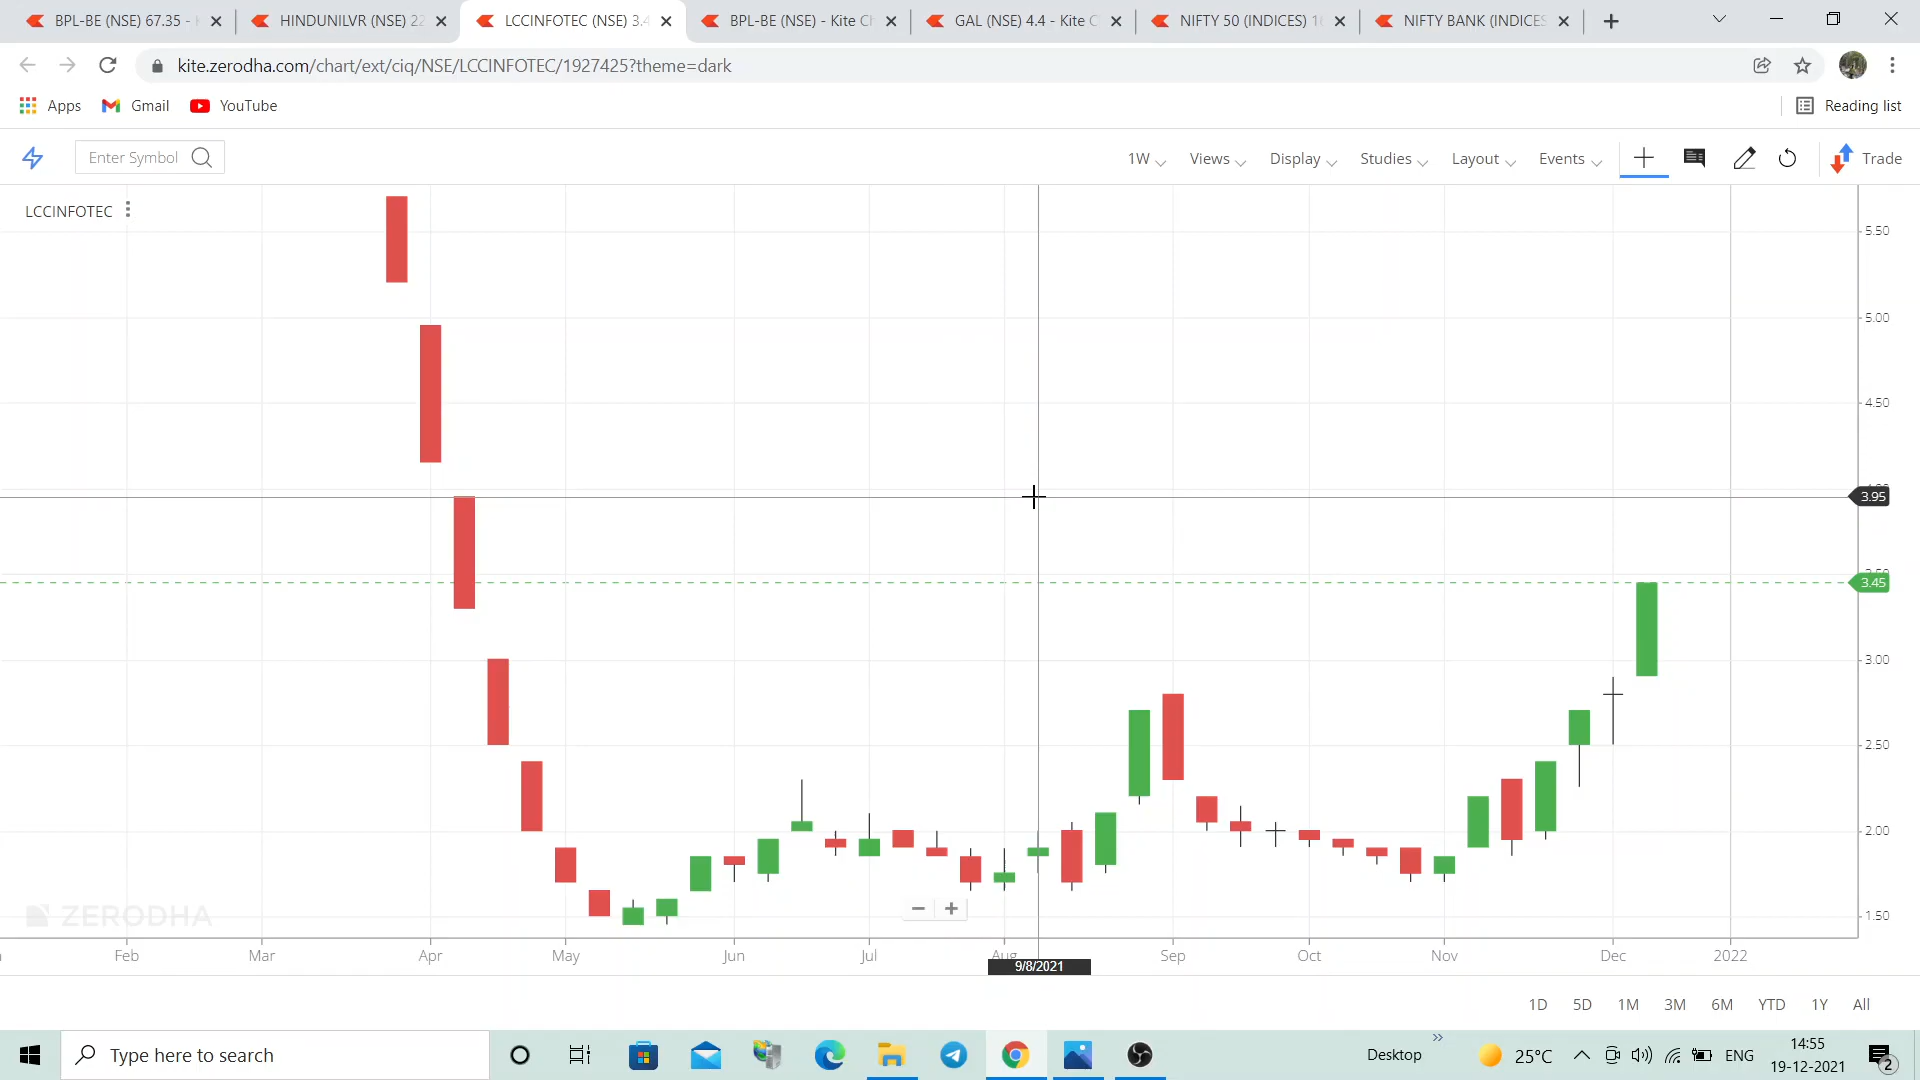 BPL-BE (NSE) 67.35 -
HINDUNILVR (NSE) 22
LCCINFOTEC (NSE) 3.4
BPL-BE (NSE) - Kite Ch
GAL (NSE) 4.4 - Kite C
NIFTY 50 (INDICES) 1
NIFTY BANK (INDICES
kite.zerodha.com/chart/ext/ciq/NSE/LCCINFOTEC/1927425?theme=dark
Apps Gmail YouTube Reading list
Enter Symbol 1W Views Display Studies Layout Events Trade
LCCINFOTEC
5.50
5.00
4.50
3.95
3.45
3.00
2.50
2.00
1.50
ZERODHA
Feb Mar Apr May Jun Jul Aug Sep Oct Nov Dec 2022
9/8/2021
1D 5D 1M 3M 6M YTD 1Y All
Type here to search Desktop 25°C ENG 14:55
19-12-2021 2